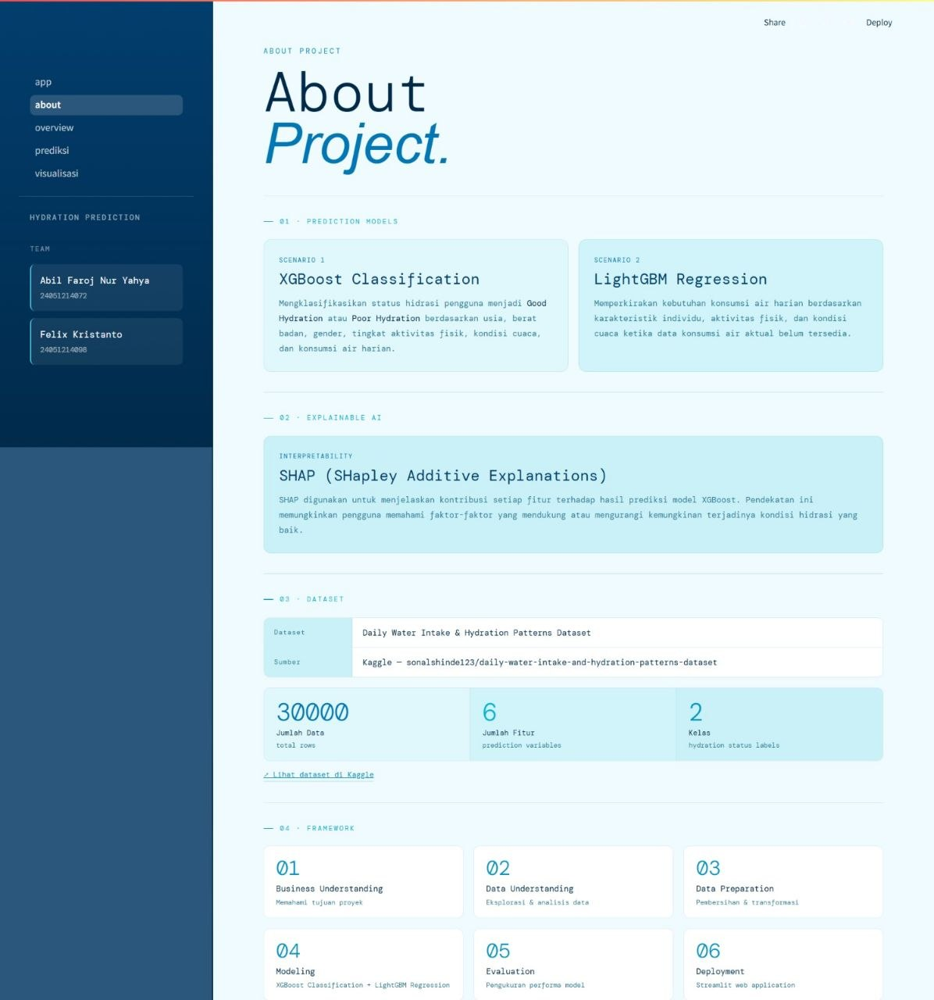 Share
Deploy
app
about
overview
prediksi
visualisasi
HYDRATION PREDICTION
TEAM
Abil Faroj Nur Yahya
24051214072
Felix Kristanto
24051214098
ABOUT PROJECT
About
Project.
01 · PREDICTION MODELS
SCENARIO 1
XGBoost Classification
Mengklasifikasikan status hidrasi pengguna menjadi Good
Hydration atau Poor Hydration berdasarkan usia, berat
badan, gender, tingkat aktivitas fisik, kondisi cuaca,
dan konsumsi air harian.
SCENARIO 2
LightGBM Regression
Memperkirakan kebutuhan konsumsi air harian berdasarkan
karakteristik individu, aktivitas fisik, dan kondisi
cuaca ketika data konsumsi air aktual belum tersedia.
02 · EXPLAINABLE AI
INTERPRETABILITY
SHAP (SHapley Additive Explanations)
SHAP digunakan untuk menjelaskan kontribusi setiap fitur terhadap hasil prediksi model XGBoost. Pendekatan ini
memungkinkan pengguna memahami faktor-faktor yang mendukung atau mengurangi kemungkinan terjadinya kondisi hidrasi yang
baik.
03 · DATASET
Dataset
Daily Water Intake & Hydration Patterns Dataset
Sumber
Kaggle — sonalshinde123/daily-water-intake-and-hydration-patterns-dataset
30000
Jumlah Data
total rows
6
Jumlah Fitur
prediction variables
2
Kelas
hydration status labels
↗ Lihat dataset di Kaggle
04 · FRAMEWORK
01
Business Understanding
Memahami tujuan proyek
02
Data Understanding
Eksplorasi & analisis data
03
Data Preparation
Pembersihan & transformasi
04
Modeling
XGBoost Classification + LightGBM Regression
05
Evaluation
Pengukuran performa model
06
Deployment
Streamlit web application